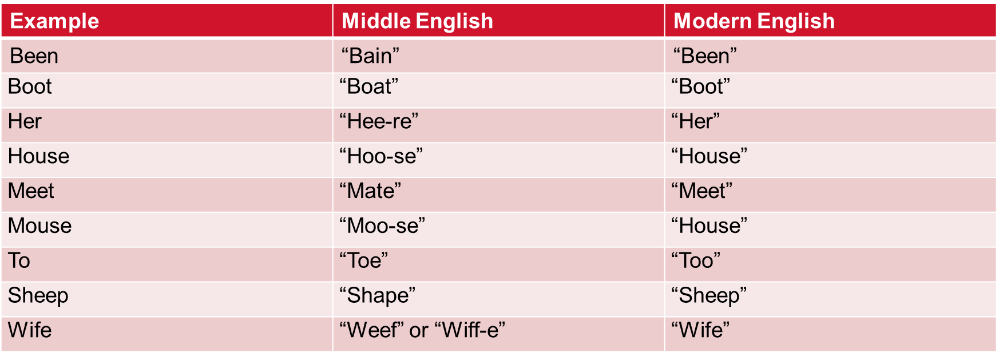 Example Middle English Modern English
Been “Bain” “Been”
Boot “Boat” “Boot”
Her “Hee-re” “Her”
House “Hoo-se” “House”
Meet “Mate” “Meet”
Mouse “Moo-se” “House”
To “Toe” “Too”
Sheep “Shape” “Sheep”
Wife “Weef” or “Wiff-e” “Wife”